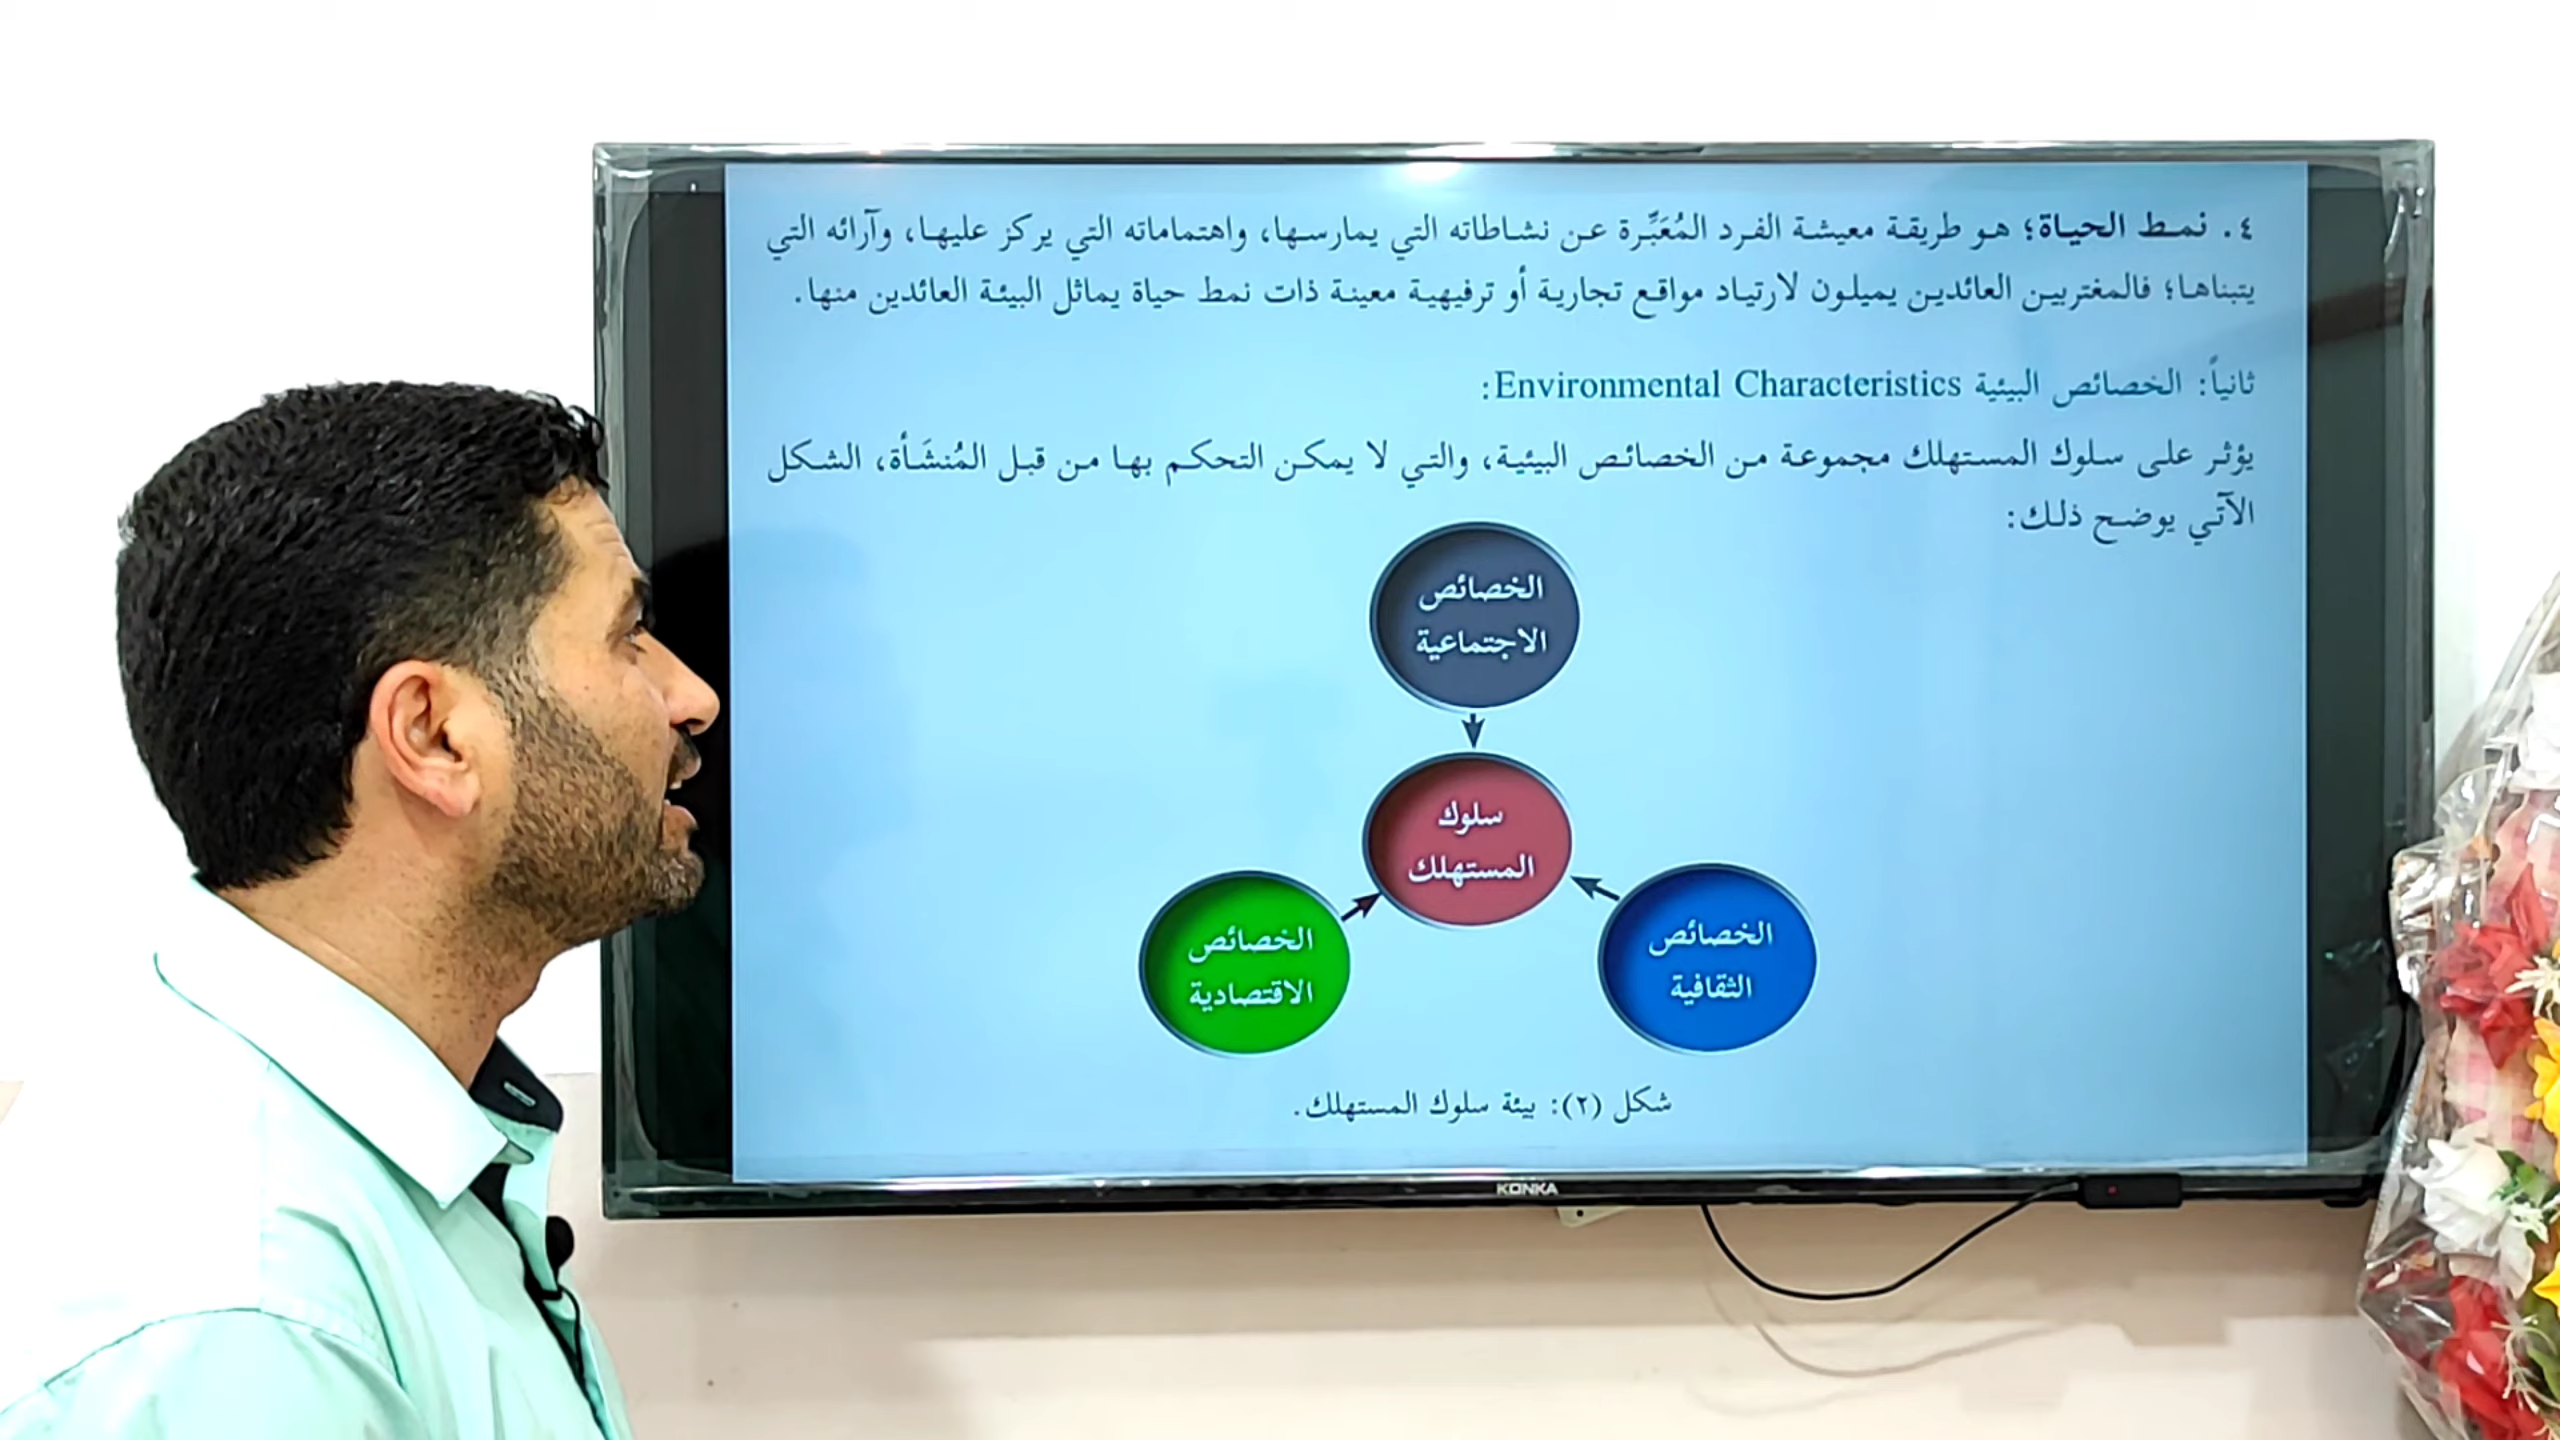 ٤. نمط الحياة؛ هو طريقة معيشة الفرد المُعَبِّرة عن نشاطاته التي يمارسها، واهتماماته التي يركز عليها، وآرائه التي
يتبناها؛ فالمغتربين العائدين يميلون لارتياد مواقع تجارية أو ترفيهية معينة ذات نمط حياة يماثل البيئة العائدين منها.
ثانياً: الخصائص البيئية Environmental Characteristics:
يؤثر على سلوك المستهلك مجموعة من الخصائص البيئية، والتي لا يمكن التحكم بها من قبل المُنشَأة، الشكل
الآتي يوضح ذلك:
الخصائص
الاجتماعية
سلوك
المستهلك
الخصائص
الثقافية
الخصائص
الاقتصادية
شكل (٢): بيئة سلوك المستهلك.
KONKA